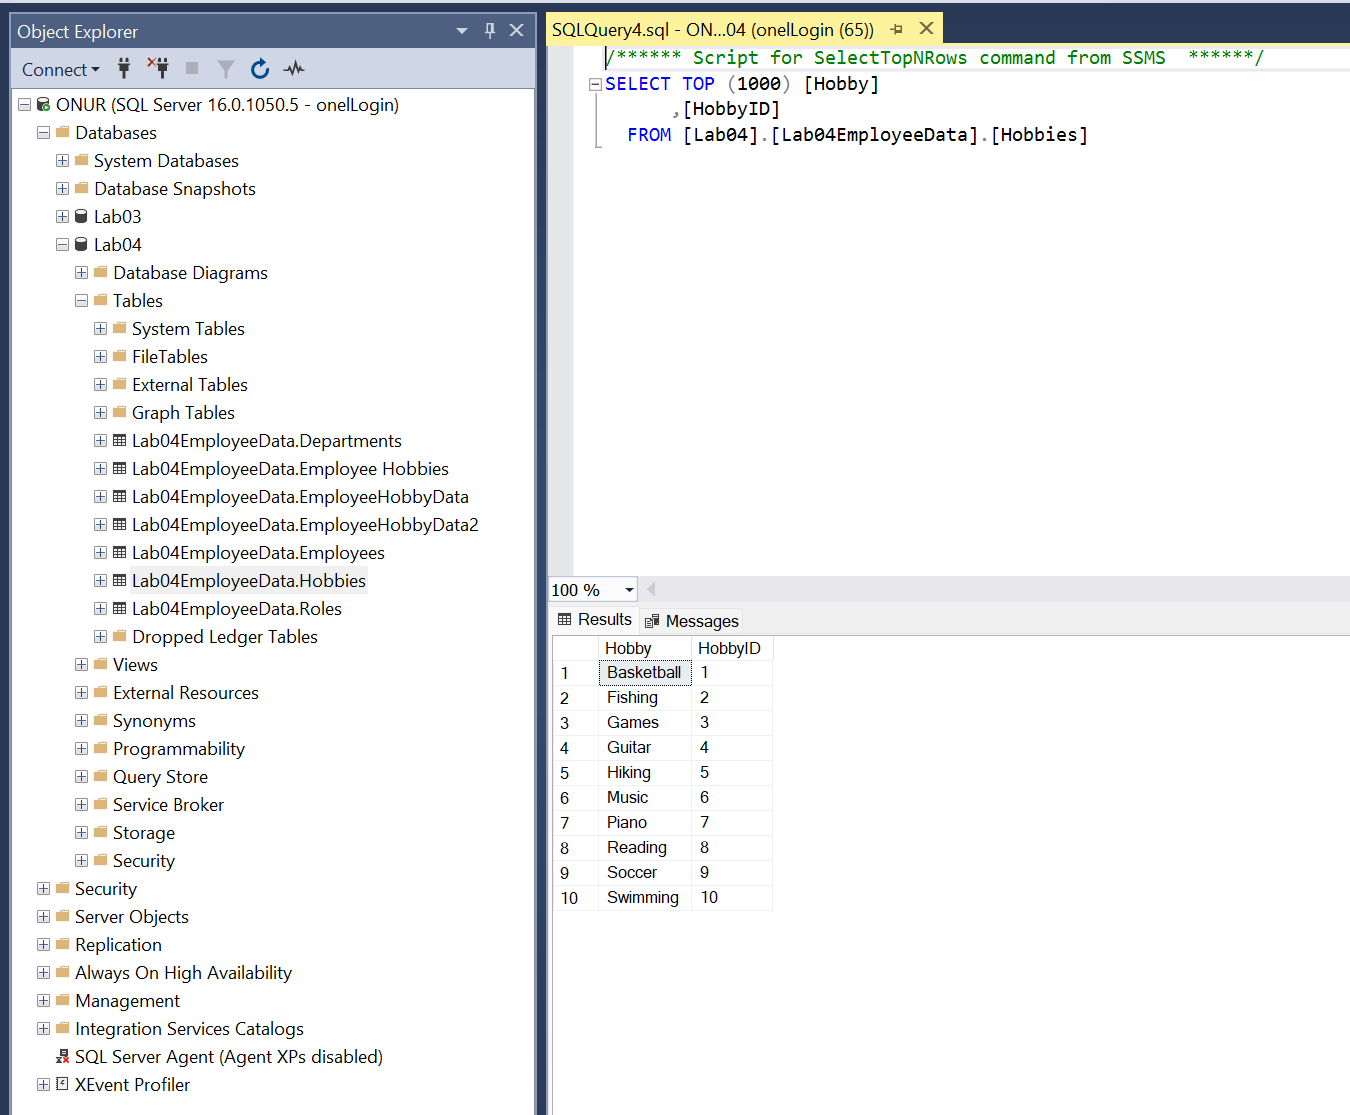 Object Explorer
Connect
ONUR (SQL Server 16.0.1050.5 - onelLogin)
Databases
System Databases
Database Snapshots
Lab03
Lab04
Database Diagrams
Tables
System Tables
FileTables
External Tables
Graph Tables
Lab04EmployeeData.Departments
Lab04EmployeeData.Employee Hobbies
Lab04EmployeeData.EmployeeHobbyData
Lab04EmployeeData.EmployeeHobbyData2
Lab04EmployeeData.Employees
Lab04EmployeeData.Hobbies
Lab04EmployeeData.Roles
Dropped Ledger Tables
Views
External Resources
Synonyms
Programmability
Query Store
Service Broker
Storage
Security
Security
Server Objects
Replication
Always On High Availability
Management
Integration Services Catalogs
SQL Server Agent (Agent XPs disabled)
XEvent Profiler
SQLQuery4.sql - ON...04 (onelLogin (65))
/****** Script for SelectTopNRows command from SSMS  ******/
SELECT TOP (1000) [Hobby]
,[HobbyID]
FROM [Lab04].[Lab04EmployeeData].[Hobbies]
100 %
Results Messages
Hobby HobbyID
1 Basketball 1
2 Fishing 2
3 Games 3
4 Guitar 4
5 Hiking 5
6 Music 6
7 Piano 7
8 Reading 8
9 Soccer 9
10 Swimming 10